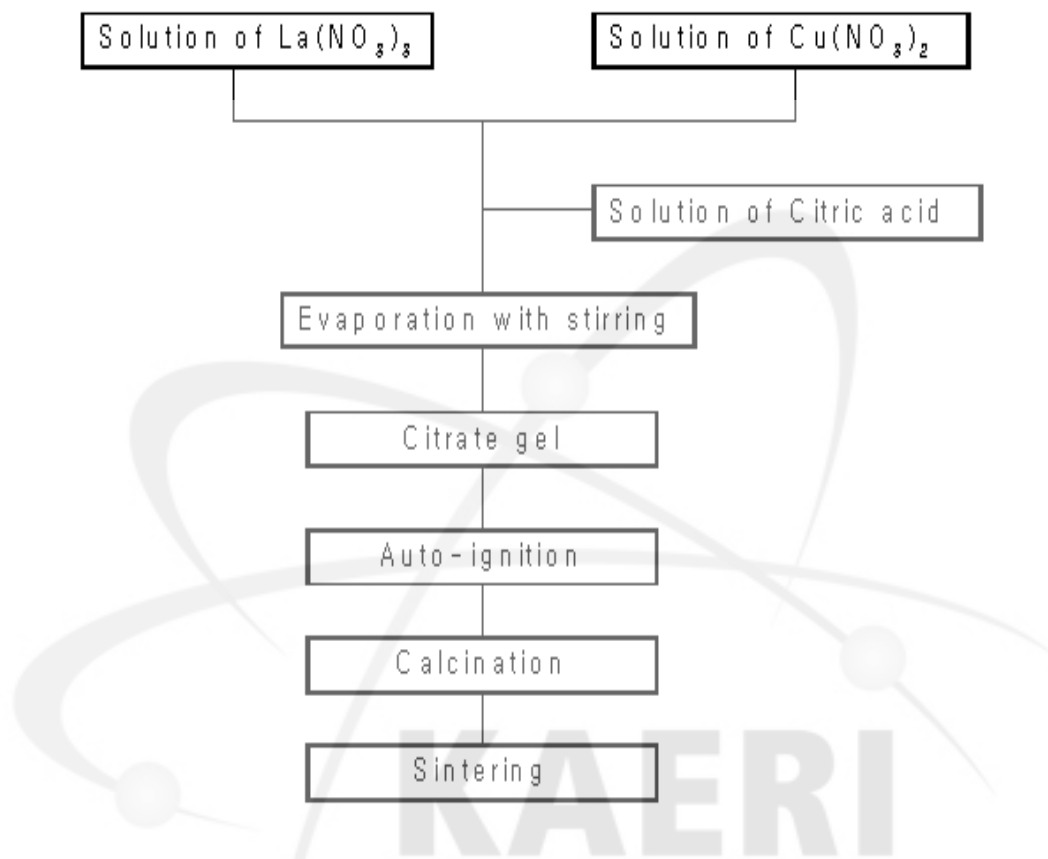 Solution of La(NO₃)₃
Solution of Cu(NO₃)₂
Solution of Citric acid
Evaporation with stirring
Citrate gel
Auto-ignition
Calcination
Sintering
KAERI